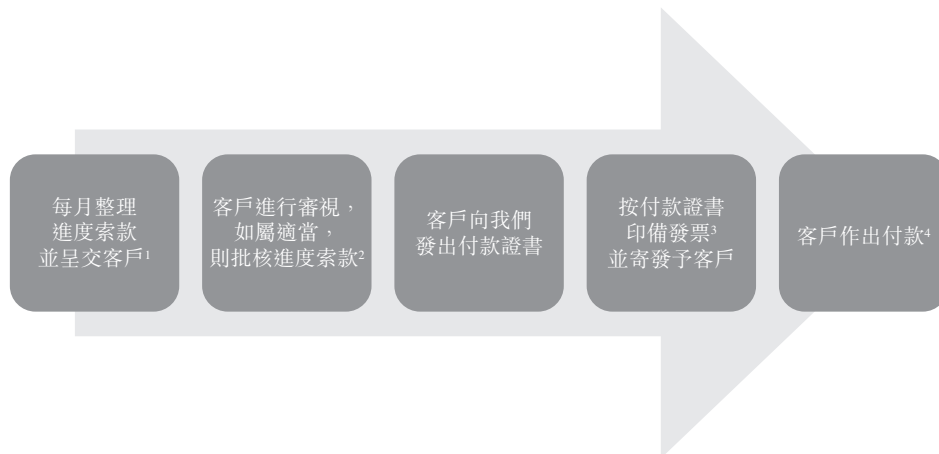 每月整理
進度索款
並呈交客戶¹
客戶進行審視，
如屬適當，
則批核進度索款²
客戶向我們
發出付款證書
按付款證書
印備發票³
並寄發予客戶
客戶作出付款⁴